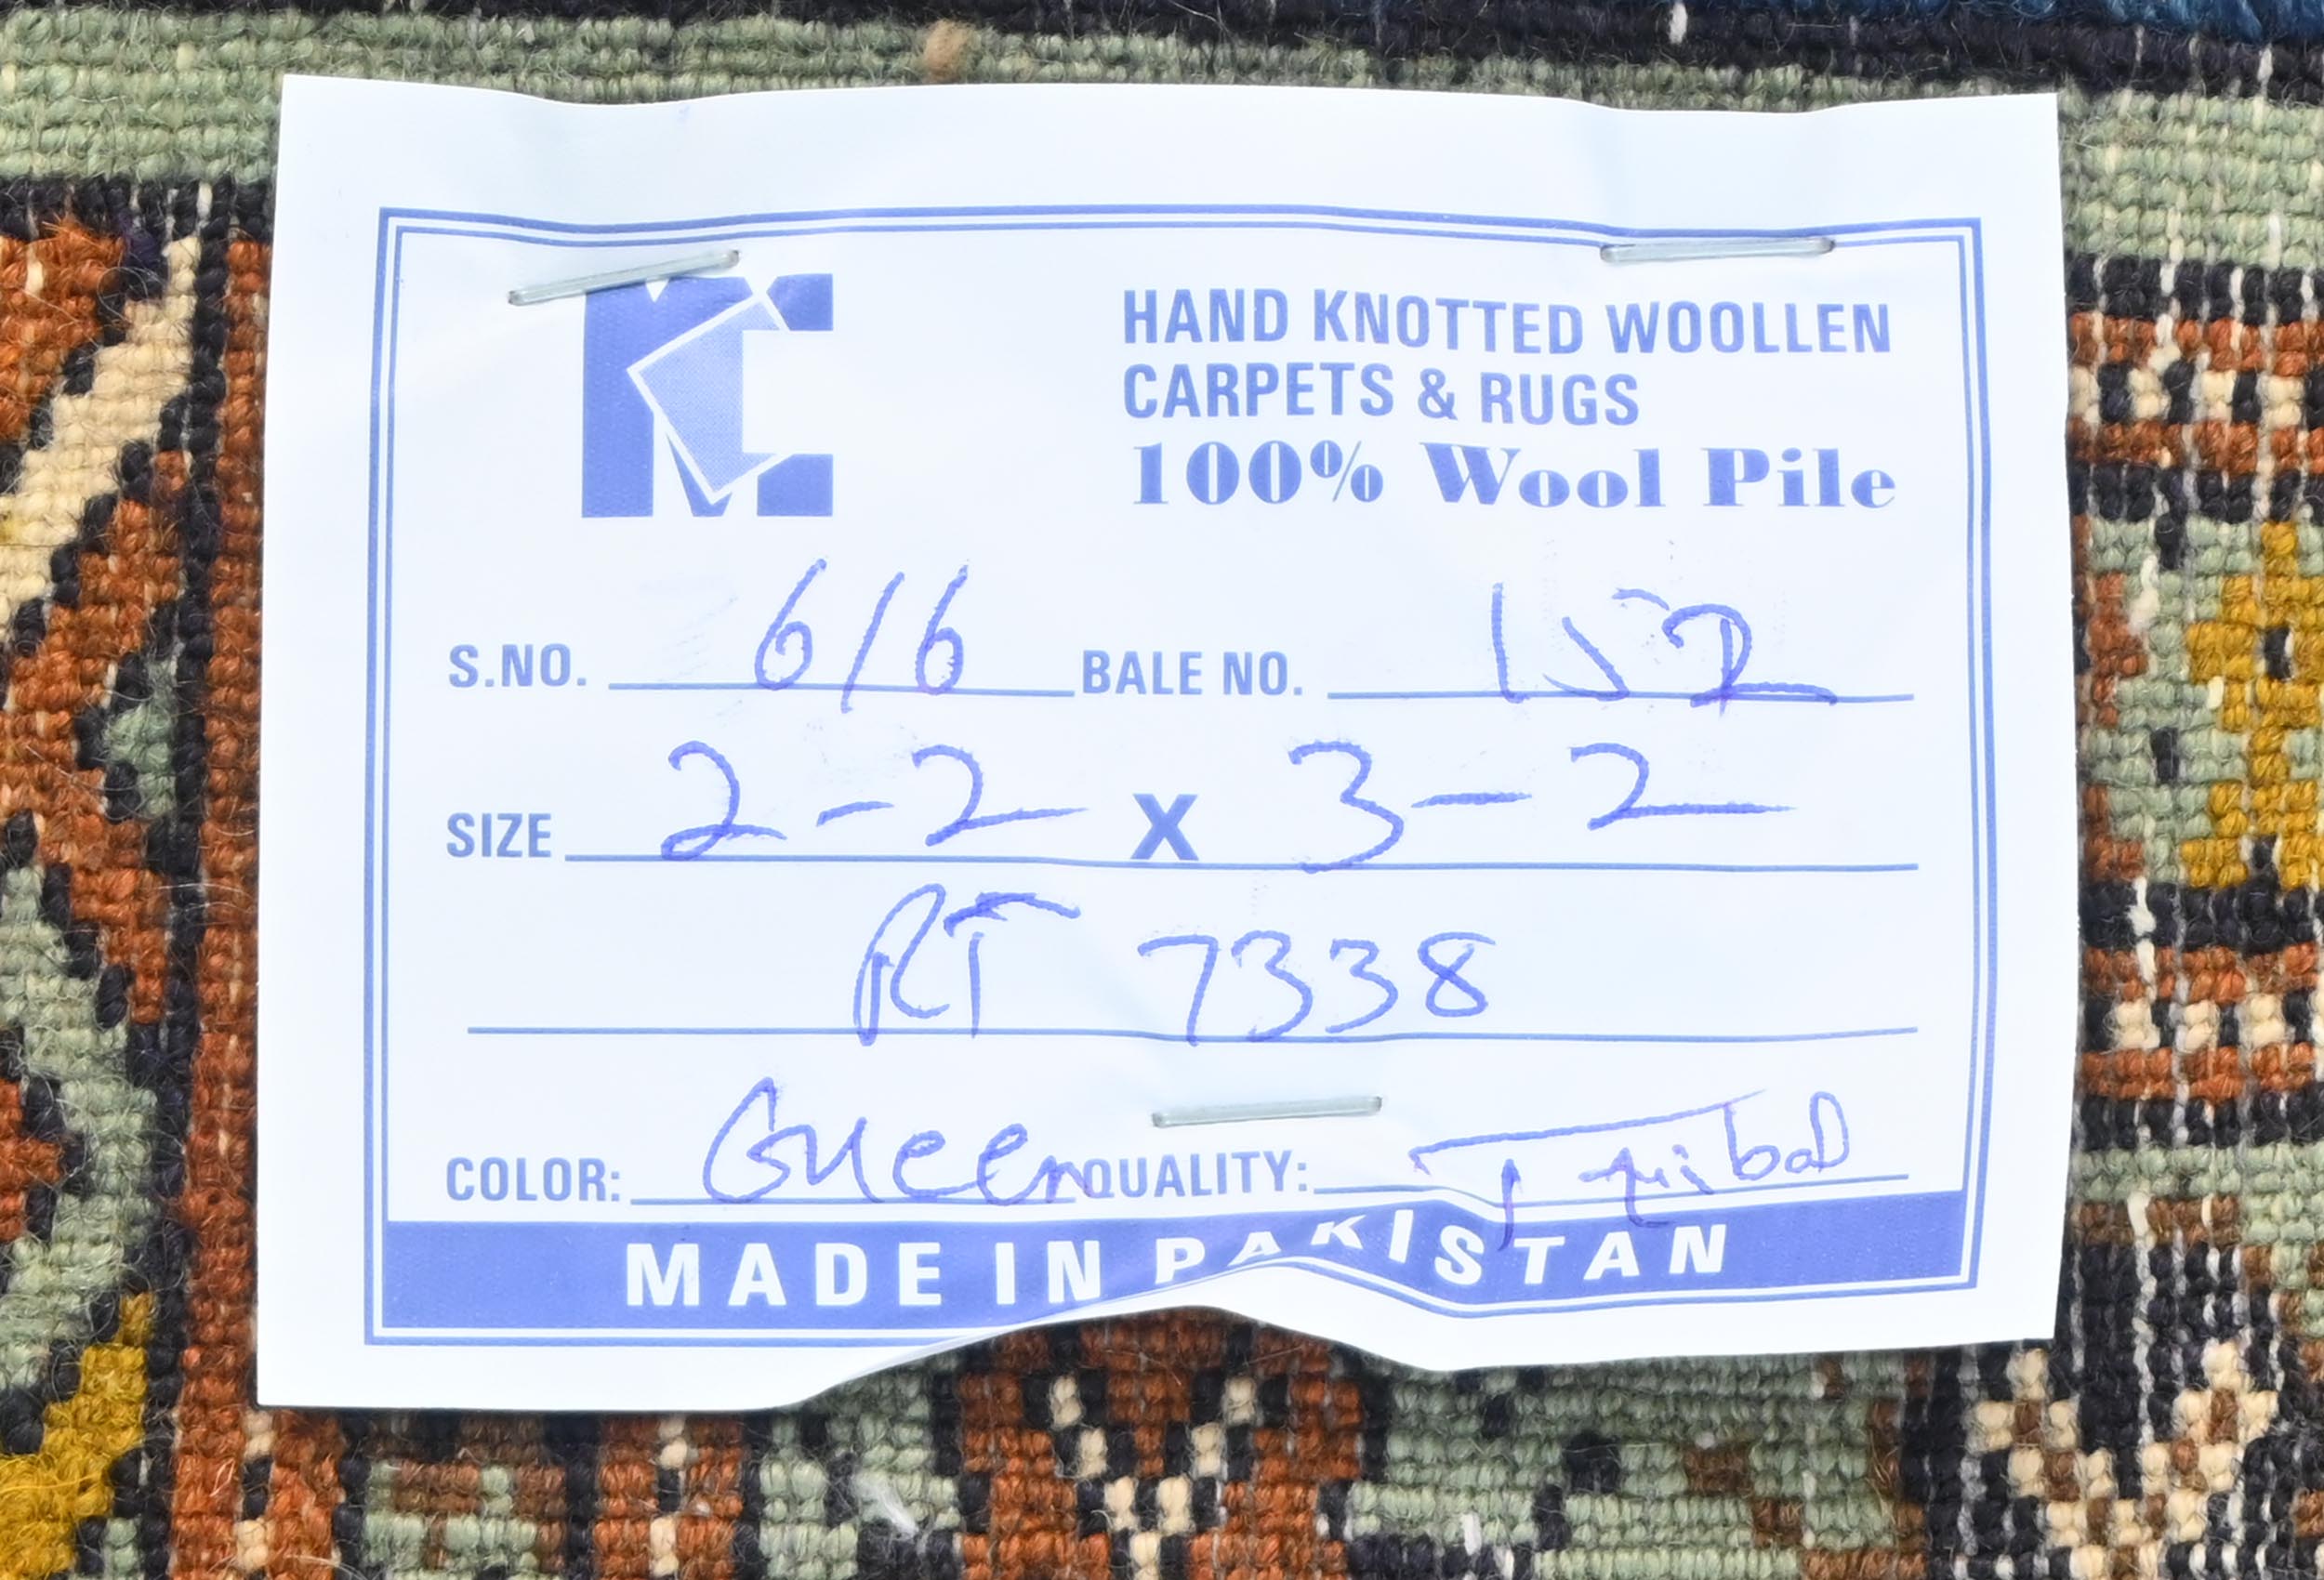 MC
HAND KNOTTED WOOLLEN
CARPETS & RUGS
100% Wool Pile
S.NO. 616 BALE NO. 152
SIZE 2-2 X 3-2
RT 7338
COLOR: Green QUALITY: Tribal
MADE IN PAKISTAN